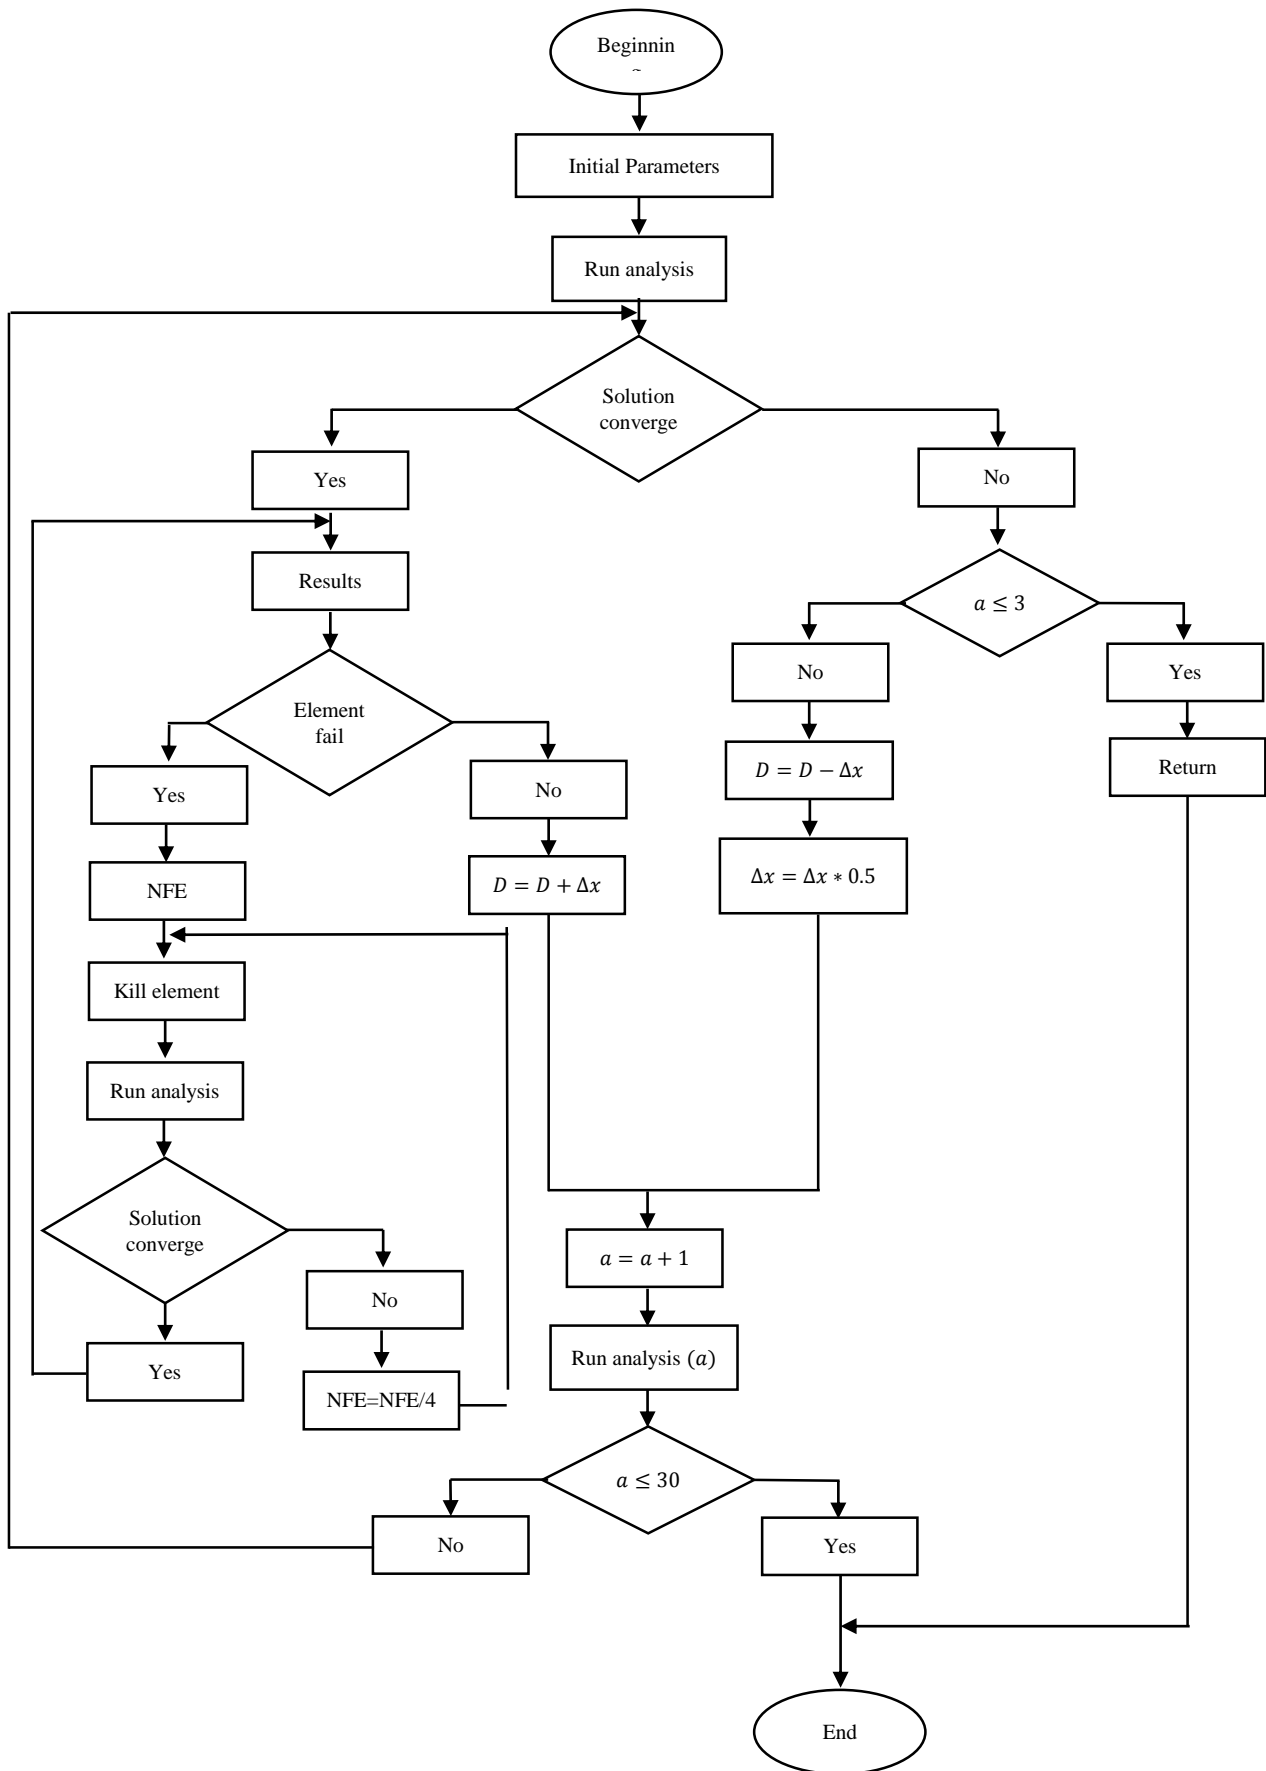 Beginnin
Initial Parameters
Run analysis
Solution
converge
Yes
No
Results
a ≤ 3
No
Yes
Element
fail
Yes
No
D = D − Δx
Return
NFE
D = D + Δx
Δx = Δx ∗ 0.5
Kill element
Run analysis
Solution
converge
a = a + 1
No
Run analysis (a)
Yes
NFE=NFE/4
a ≤ 30
No
Yes
End